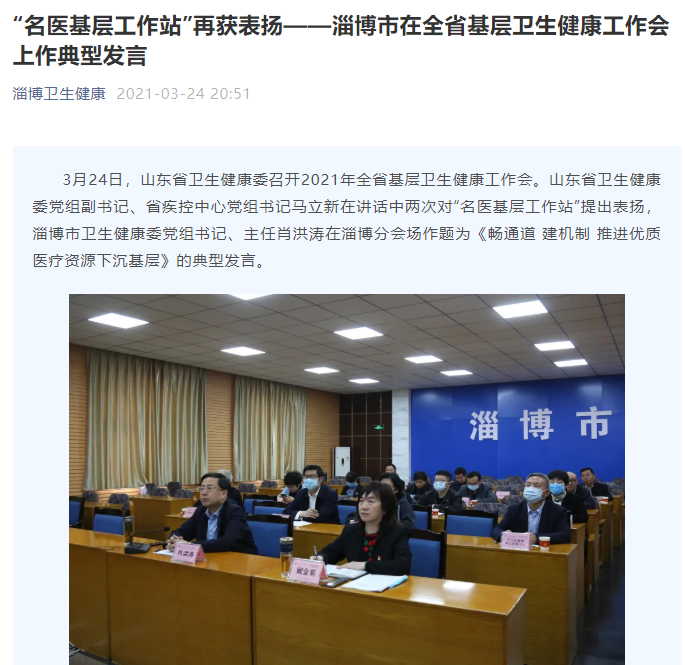 “名医基层工作站”再获表扬——淄博市在全省基层卫生健康工作会
上作典型发言
淄博卫生健康 2021-03-24 20:51
3月24日，山东省卫生健康委召开2021年全省基层卫生健康工作会。山东省卫生健康
委党组副书记、省疾控中心党组书记马立新在讲话中两次对“名医基层工作站”提出表扬，
淄博市卫生健康委党组书记、主任肖洪涛在淄博分会场作题为《畅通道 建机制 推进优质
医疗资源下沉基层》的典型发言。
淄博市